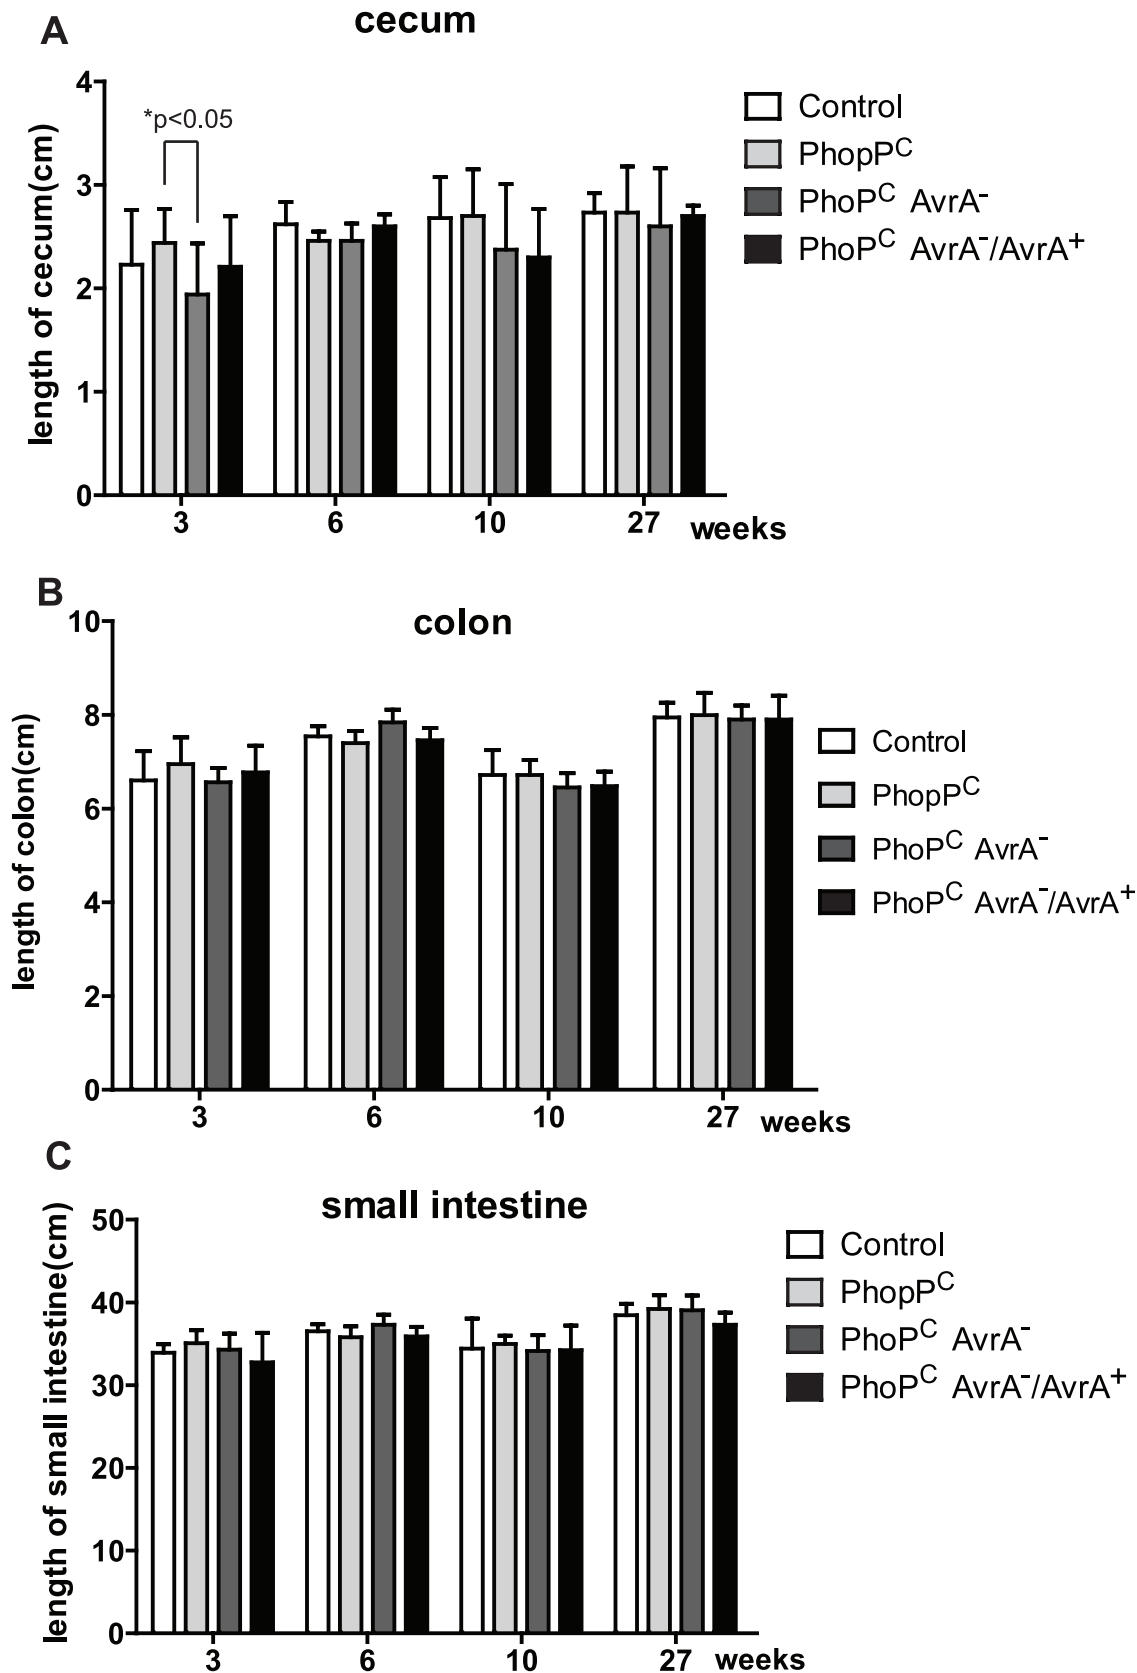 A
cecum
length of cecum(cm)
4
3
2
1
0
*p<0.05
3
6
10
27
weeks
Control
PhopP^C
PhoP^C AvrA^-
PhoP^C AvrA^-/AvrA^+
B
colon
length of colon(cm)
10
8
6
4
2
0
3
6
10
27
weeks
Control
PhopP^C
PhoP^C AvrA^-
PhoP^C AvrA^-/AvrA^+
C
small intestine
length of small intestine(cm)
50
40
30
20
10
0
3
6
10
27
weeks
Control
PhopP^C
PhoP^C AvrA^-
PhoP^C AvrA^-/AvrA^+